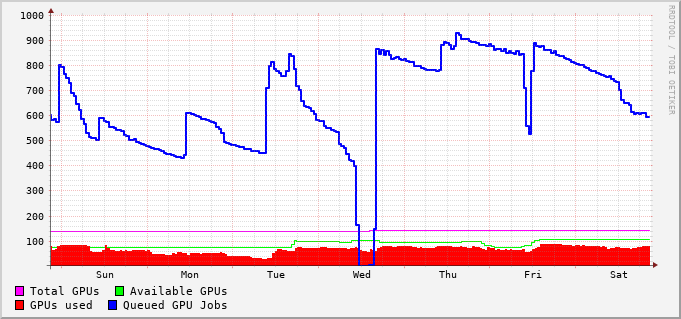 1000
900
800
700
600
500
400
300
200
100
Sun Mon Tue Wed Thu Fri Sat
Total GPUs Available GPUs
GPUs used Queued GPU Jobs
RRDTOOL / TOBI OETIKER